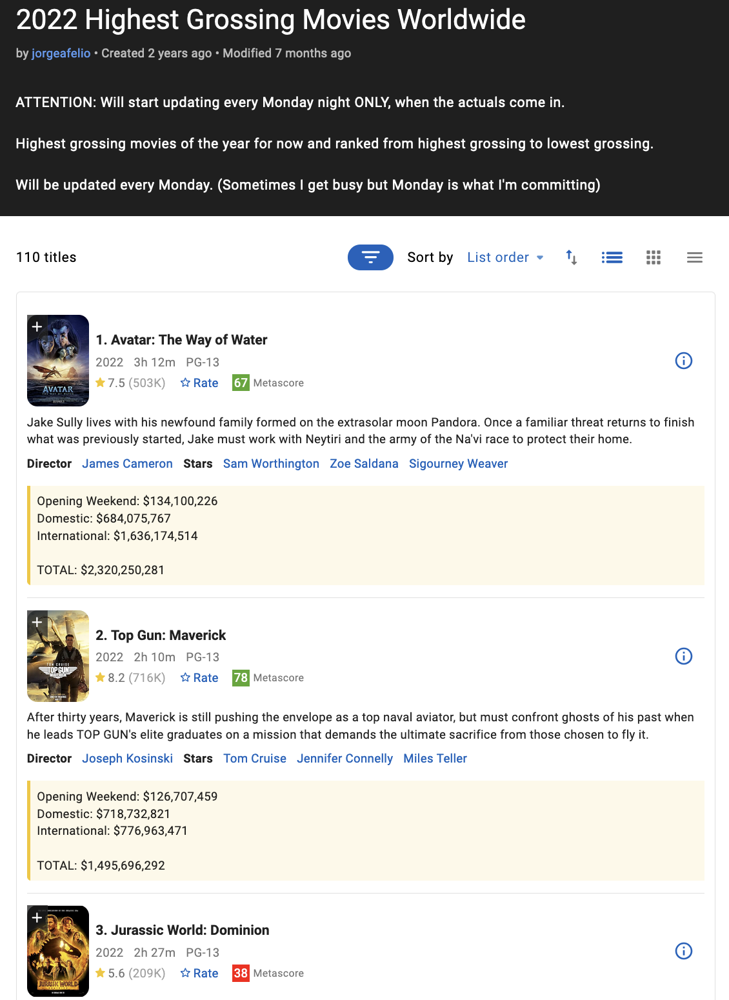 2022 Highest Grossing Movies Worldwide
by jorgeafelio • Created 2 years ago • Modified 7 months ago
ATTENTION: Will start updating every Monday night ONLY, when the actuals come in.
Highest grossing movies of the year for now and ranked from highest grossing to lowest grossing.
Will be updated every Monday. (Sometimes I get busy but Monday is what I'm committing)
110 titles
Sort by List order
1. Avatar: The Way of Water
2022 3h 12m PG-13
7.5 (503K) Rate 67 Metascore
AVATAR
THE WAY OF WATER
Jake Sully lives with his newfound family formed on the extrasolar moon Pandora. Once a familiar threat returns to finish
what was previously started, Jake must work with Neytiri and the army of the Na'vi race to protect their home.
Director James Cameron Stars Sam Worthington Zoe Saldana Sigourney Weaver
Opening Weekend: $134,100,226
Domestic: $684,075,767
International: $1,636,174,514
TOTAL: $2,320,250,281
2. Top Gun: Maverick
2022 2h 10m PG-13
8.2 (716K) Rate 78 Metascore
TOM CRUISE
TOP GUN
MAVERICK
After thirty years, Maverick is still pushing the envelope as a top naval aviator, but must confront ghosts of his past when
he leads TOP GUN's elite graduates on a mission that demands the ultimate sacrifice from those chosen to fly it.
Director Joseph Kosinski Stars Tom Cruise Jennifer Connelly Miles Teller
Opening Weekend: $126,707,459
Domestic: $718,732,821
International: $776,963,471
TOTAL: $1,495,696,292
3. Jurassic World: Dominion
2022 2h 27m PG-13
5.6 (209K) Rate 38 Metascore
JURASSIC WORLD